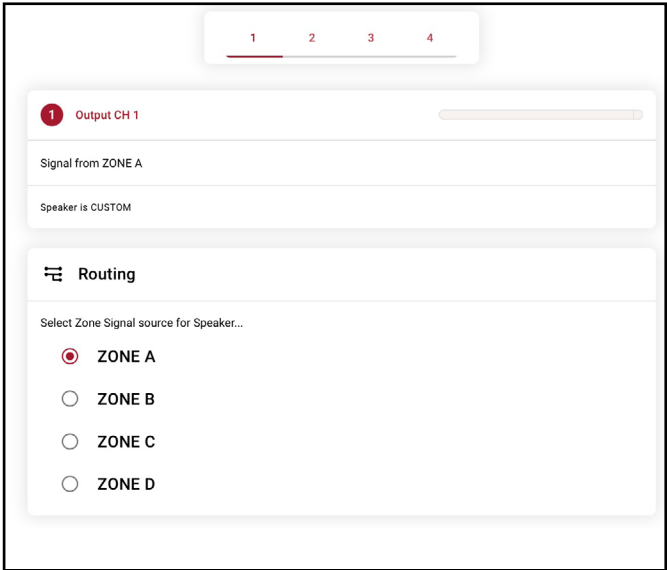 1 2 3 4
1 Output CH 1
Signal from ZONE A
Speaker is CUSTOM
Routing
Select Zone Signal source for Speaker...
ZONE A
ZONE B
ZONE C
ZONE D